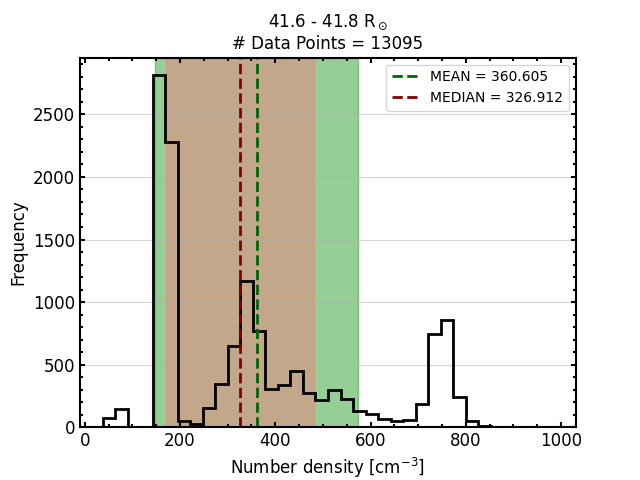 41.6 - 41.8 R⊙
# Data Points = 13095
MEAN = 360.605
MEDIAN = 326.912
Frequency
2500
2000
1500
1000
500
0
0 200 400 600 800 1000
Number density [cm⁻³]